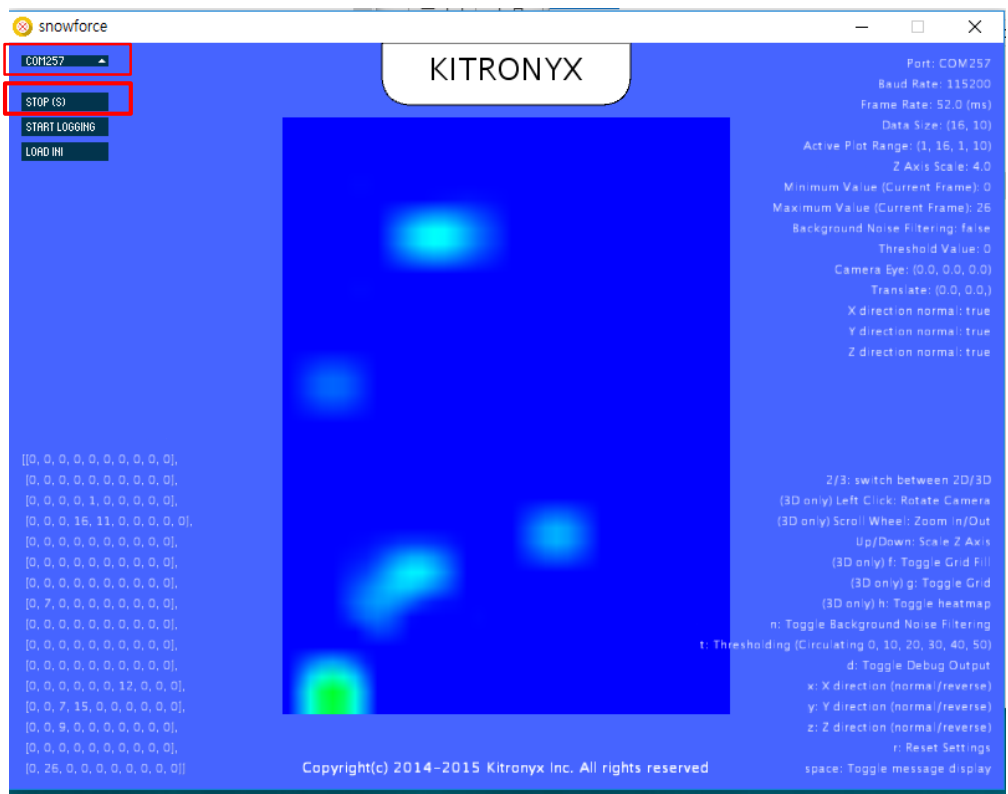 snowforce
COM257
STOP (S)
START LOGGING
LOAD INI
KITRONYX
Port: COM257
Baud Rate: 115200
Frame Rate: 52.0 (ms)
Data Size: (16, 10)
Active Plot Range: (1, 16, 1, 10)
Z Axis Scale: 4.0
Minimum Value (Current Frame): 0
Maximum Value (Current Frame): 26
Background Noise Filtering: false
Threshold Value: 0
Camera Eye: (0.0, 0.0, 0.0)
Translate: (0.0, 0.0,)
X direction normal: true
Y direction normal: true
Z direction normal: true
[[0, 0, 0, 0, 0, 0, 0, 0, 0, 0],
[0, 0, 0, 0, 0, 0, 0, 0, 0, 0],
[0, 0, 0, 0, 1, 0, 0, 0, 0, 0],
[0, 0, 0, 16, 11, 0, 0, 0, 0, 0],
[0, 0, 0, 0, 0, 0, 0, 0, 0, 0],
[0, 0, 0, 0, 0, 0, 0, 0, 0, 0],
[0, 0, 0, 0, 0, 0, 0, 0, 0, 0],
[0, 7, 0, 0, 0, 0, 0, 0, 0, 0],
[0, 0, 0, 0, 0, 0, 0, 0, 0, 0],
[0, 0, 0, 0, 0, 0, 0, 0, 0, 0],
[0, 0, 0, 0, 0, 0, 0, 0, 0, 0],
[0, 0, 0, 0, 0, 0, 12, 0, 0, 0],
[0, 0, 7, 15, 0, 0, 0, 0, 0, 0],
[0, 0, 9, 0, 0, 0, 0, 0, 0, 0],
[0, 0, 0, 0, 0, 0, 0, 0, 0, 0],
[0, 26, 0, 0, 0, 0, 0, 0, 0, 0]]
2/3: switch between 2D/3D
(3D only) Left Click: Rotate Camera
(3D only) Scroll Wheel: Zoom In/Out
Up/Down: Scale Z Axis
(3D only) f: Toggle Grid Fill
(3D only) g: Toggle Grid
(3D only) h: Toggle heatmap
n: Toggle Background Noise Filtering
t: Thresholding (Circulating 0, 10, 20, 30, 40, 50)
d: Toggle Debug Output
x: X direction (normal/reverse)
y: Y direction (normal/reverse)
z: Z direction (normal/reverse)
r: Reset Settings
space: Toggle message display
Copyright(c) 2014-2015 Kitronyx Inc. All rights reserved